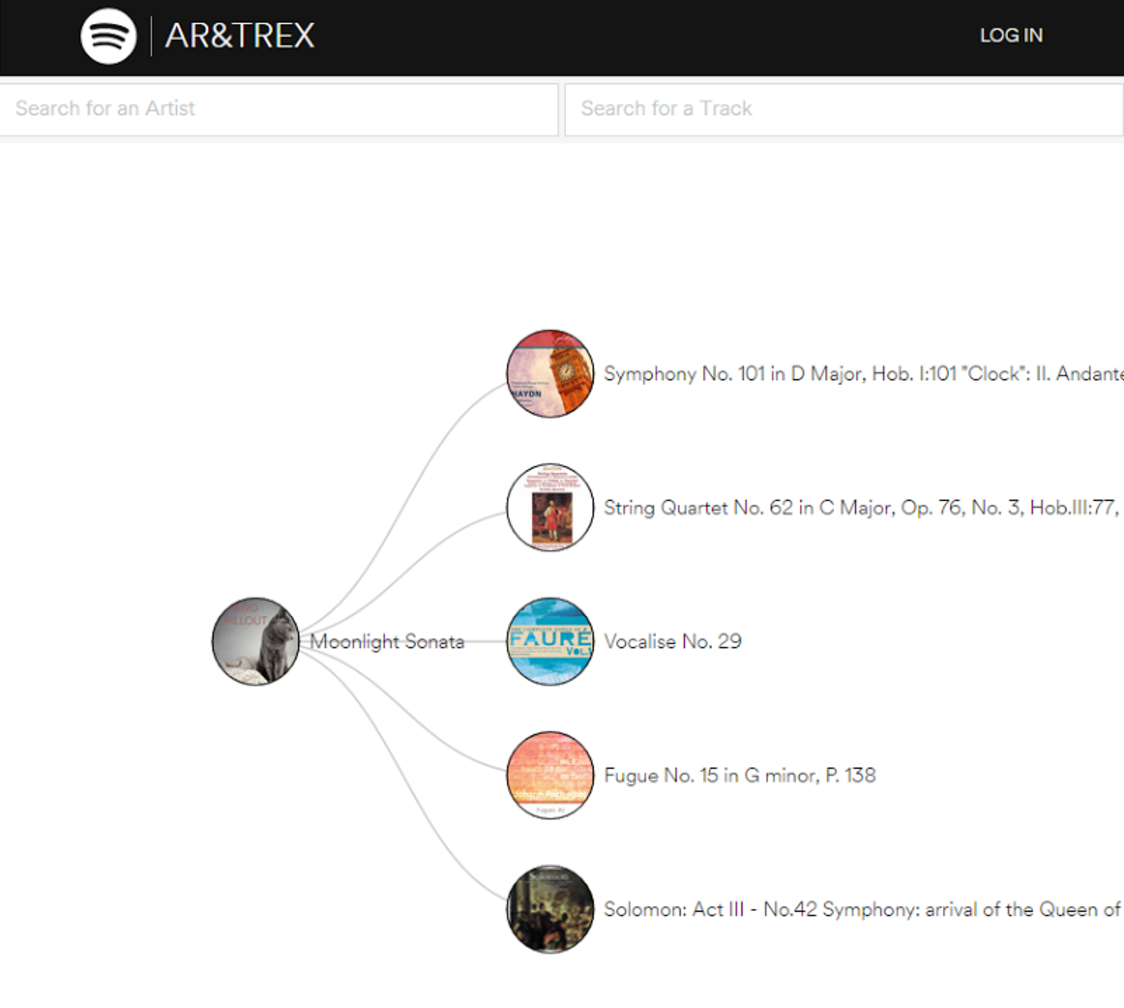 AR&TREX
LOG IN
Search for an Artist
Search for a Track
HAYDN
Symphony No. 101 in D Major, Hob. I:101 "Clock": II. Andante
String Quartet No. 62 in C Major, Op. 76, No. 3, Hob.III:77,
Moonlight Sonata
FAURÉ
VOL.1
Vocalise No. 29
Fugue No. 15 in G minor, P. 138
Solomon: Act III - No.42 Symphony: arrival of the Queen of